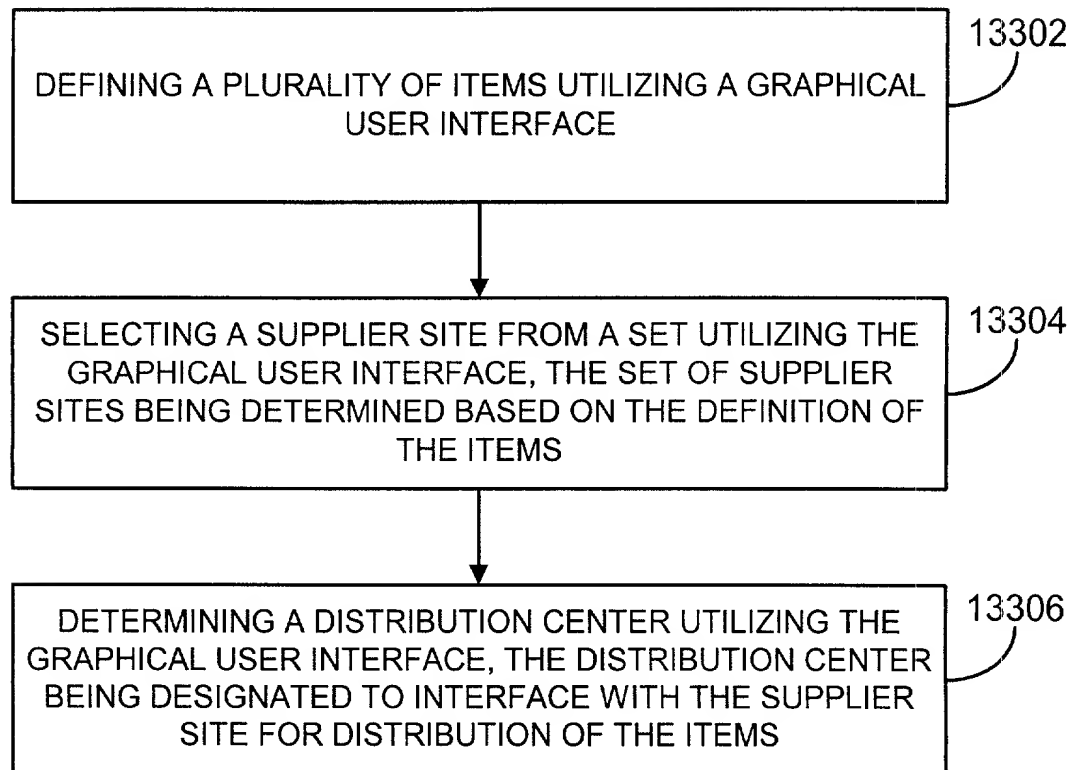 13302
DEFINING A PLURALITY OF ITEMS UTILIZING A GRAPHICAL
USER INTERFACE
13304
SELECTING A SUPPLIER SITE FROM A SET UTILIZING THE
GRAPHICAL USER INTERFACE, THE SET OF SUPPLIER
SITES BEING DETERMINED BASED ON THE DEFINITION OF
THE ITEMS
13306
DETERMINING A DISTRIBUTION CENTER UTILIZING THE
GRAPHICAL USER INTERFACE, THE DISTRIBUTION CENTER
BEING DESIGNATED TO INTERFACE WITH THE SUPPLIER
SITE FOR DISTRIBUTION OF THE ITEMS